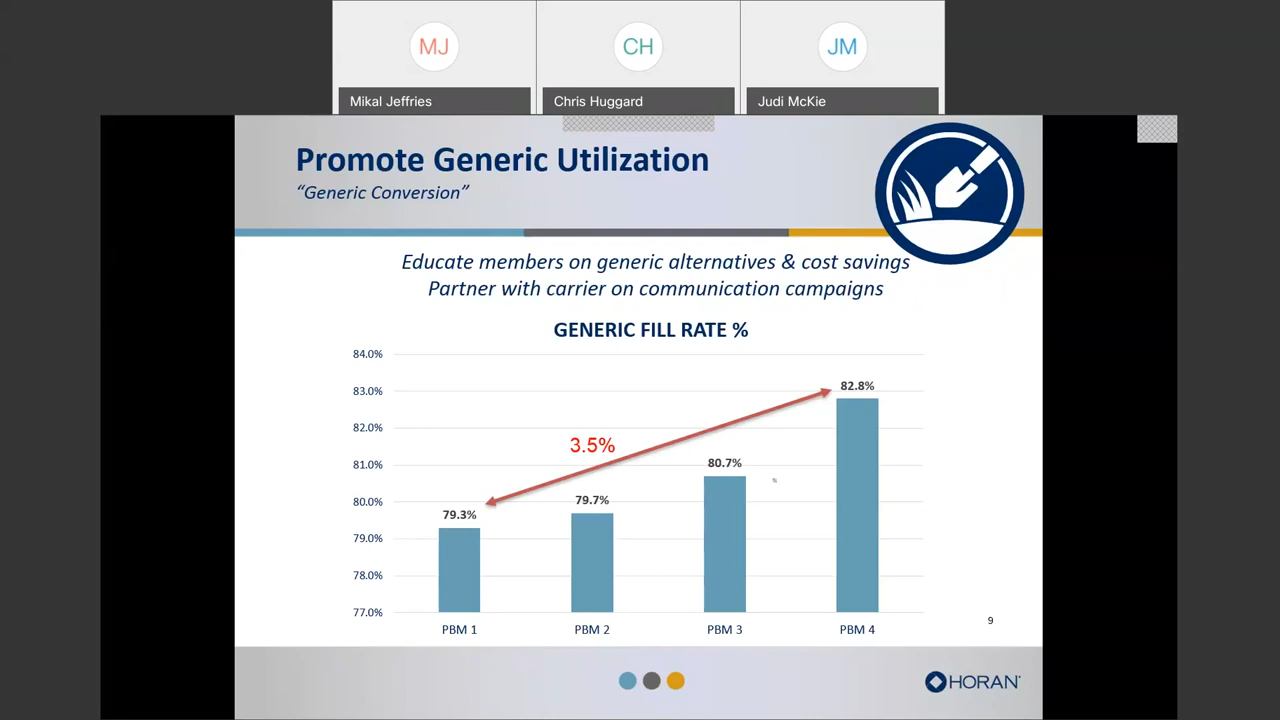 MJ
CH
JM
Mikal Jeffries
Chris Huggard
Judi McKie
Promote Generic Utilization
“Generic Conversion”
Educate members on generic alternatives & cost savings
Partner with carrier on communication campaigns
GENERIC FILL RATE %
84.0%
83.0%
82.0%
81.0%
80.0%
79.0%
78.0%
77.0%
79.3%
79.7%
80.7%
82.8%
3.5%
%
PBM 1
PBM 2
PBM 3
PBM 4
9
HORAN